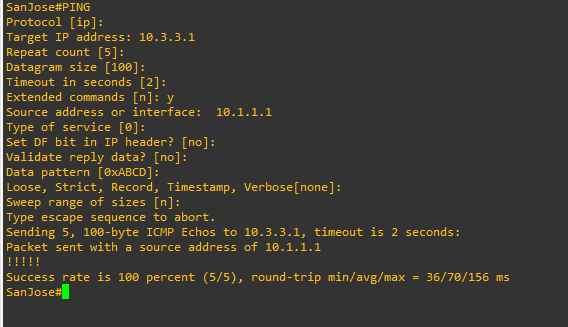 SanJose#PING
Protocol [ip]:
Target IP address: 10.3.3.1
Repeat count [5]:
Datagram size [100]:
Timeout in seconds [2]:
Extended commands [n]: y
Source address or interface:  10.1.1.1
Type of service [0]:
Set DF bit in IP header? [no]:
Validate reply data? [no]:
Data pattern [0xABCD]:
Loose, Strict, Record, Timestamp, Verbose[none]:
Sweep range of sizes [n]:
Type escape sequence to abort.
Sending 5, 100-byte ICMP Echos to 10.3.3.1, timeout is 2 seconds:
Packet sent with a source address of 10.1.1.1
!!!!!
Success rate is 100 percent (5/5), round-trip min/avg/max = 36/70/156 ms
SanJose#